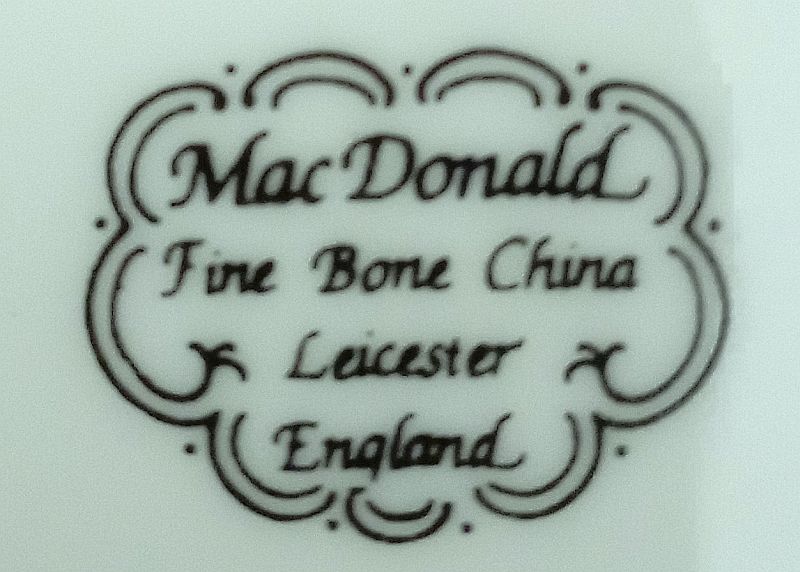 MacDonald
Fine Bone China
Leicester
England